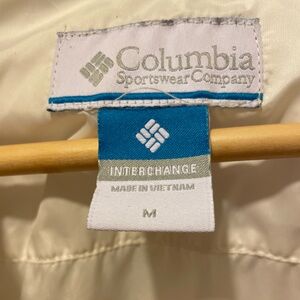 Columbia
Sportswear Company
INTERCHANGE
MADE IN VIETNAM
M